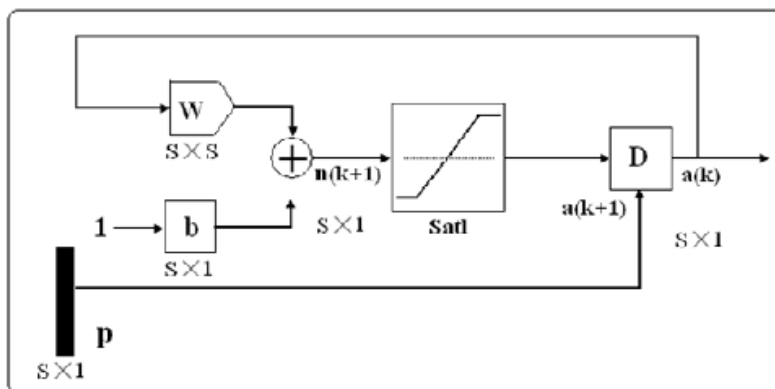 W
S×S
n(k+1)
D
a(k)
a(k+1)
1
b
S×1
S×1
Satl
S×1
p
S×1